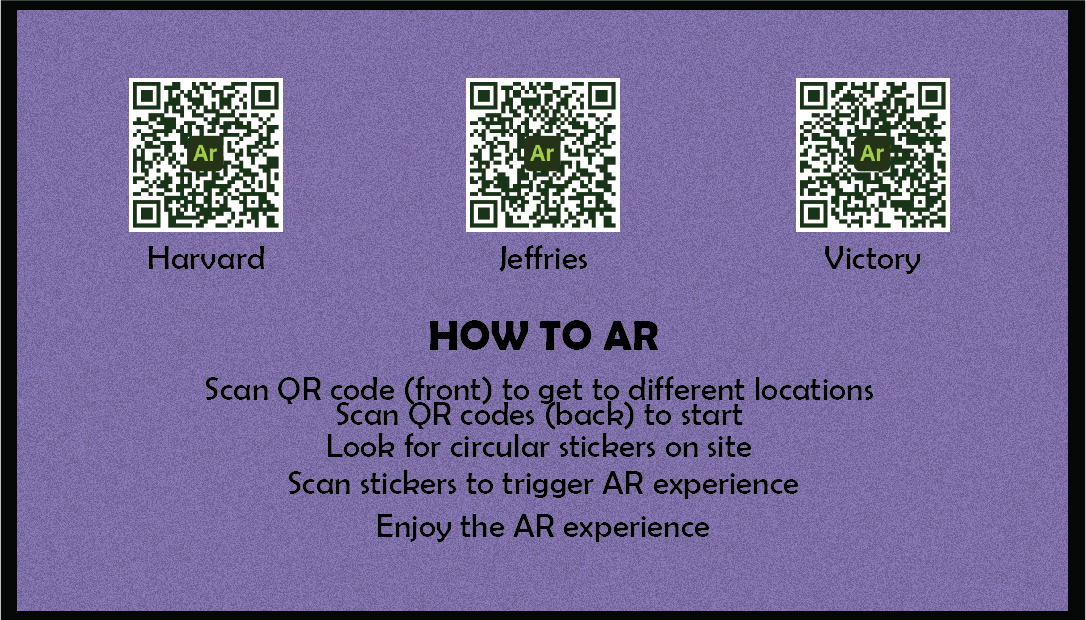 Ar Ar Ar
Harvard Jeffries Victory
HOW TO AR
Scan QR code (front) to get to different locations
Scan QR codes (back) to start
Look for circular stickers on site
Scan stickers to trigger AR experience
Enjoy the AR experience